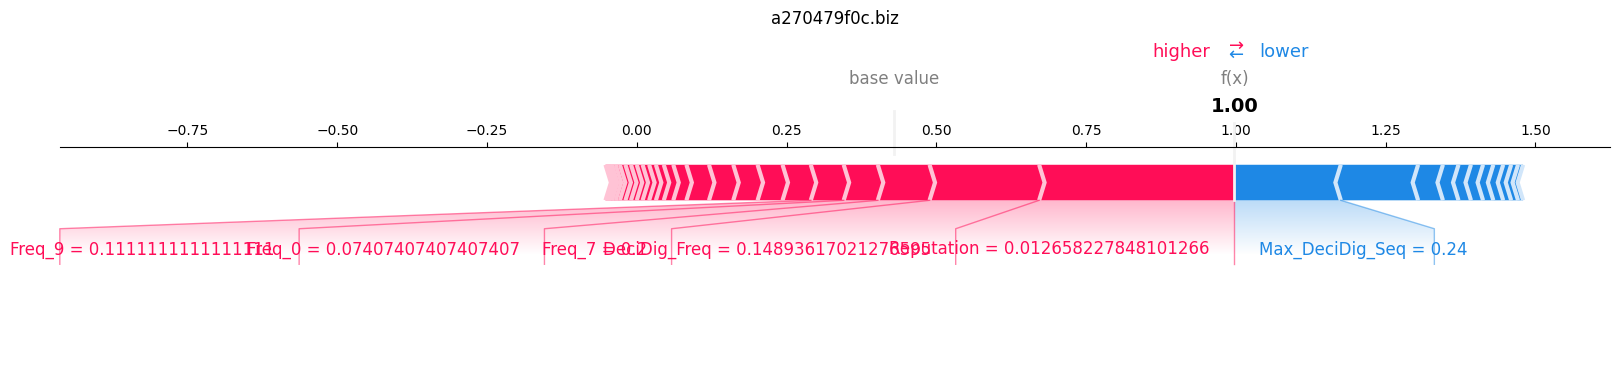 a270479f0c.biz
higher → ← lower
base value f(x)
1.00
−0.75 −0.50 −0.25 0.00 0.25 0.50 0.75 1.00 1.25 1.50
Freq_9 = 0.1111111111111111 Freq_0 = 0.07407407407407407 Freq_7 = 0.2 DeciDig_Freq = 0.14893617021276595 Reputation = 0.012658227848101266 Max_DeciDig_Seq = 0.24